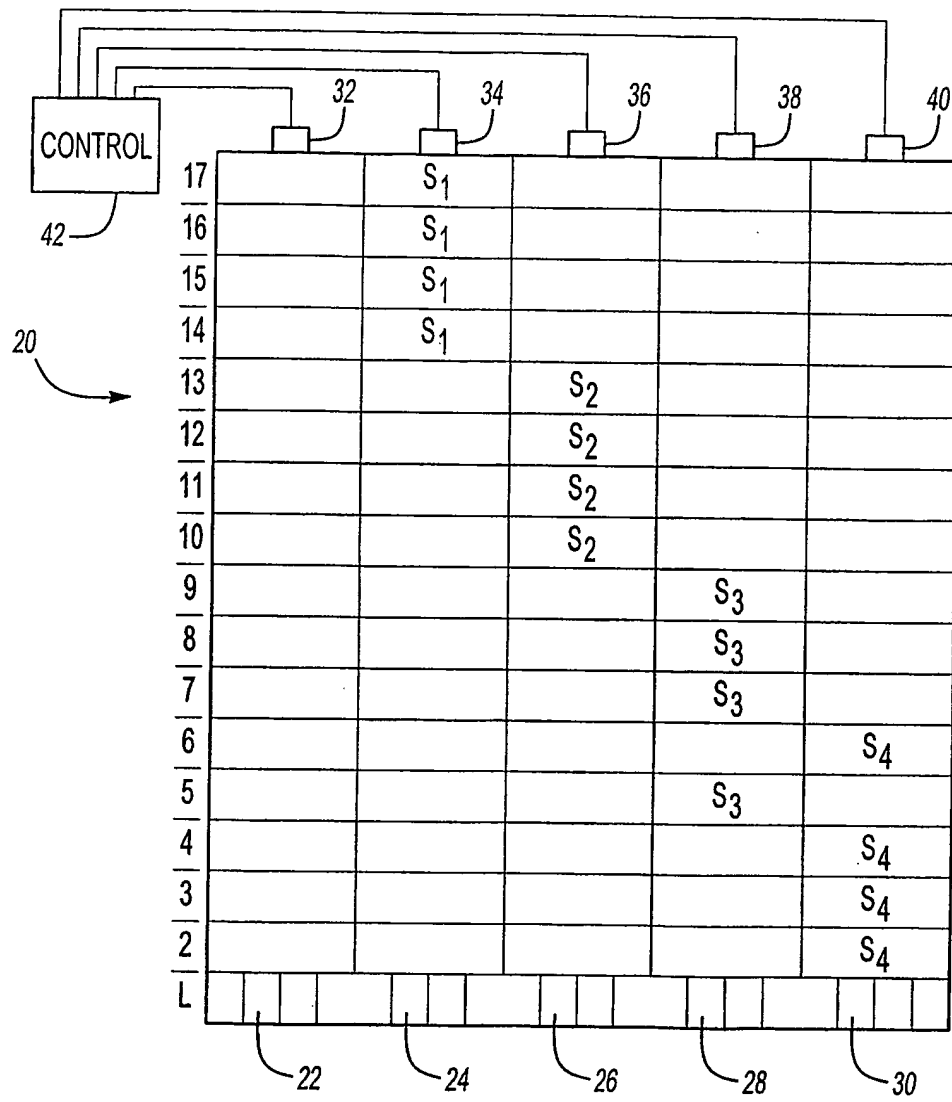 32 34 36 38 40
CONTROL
42
17 S1
16 S1
15 S1
14 S1
20
13 S2
12 S2
11 S2
10 S2
9 S3
8 S3
7 S3
6 S4
5 S3
4 S4
3 S4
2 S4
L
22 24 26 28 30